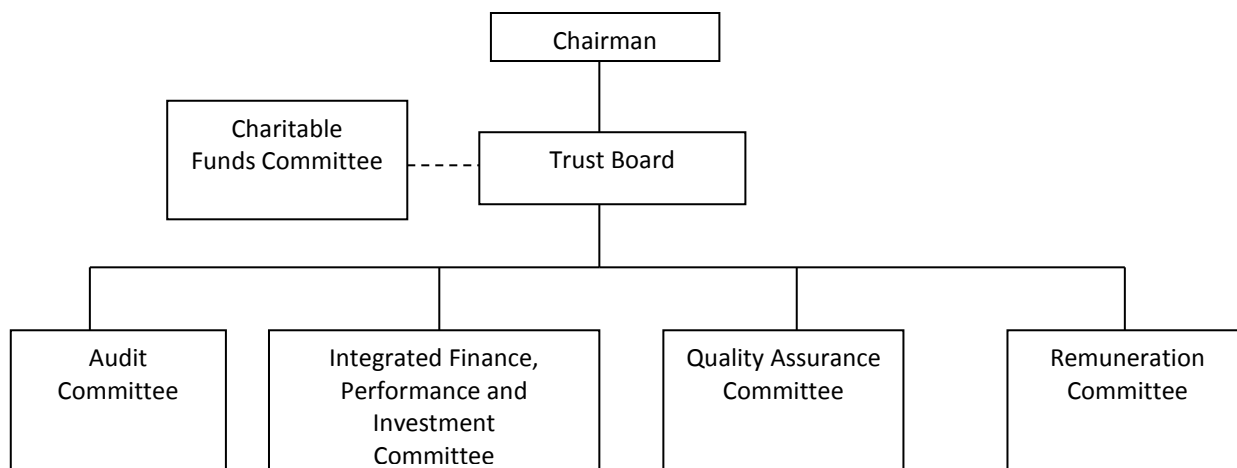 Chairman
Charitable
Funds Committee
Trust Board
Audit
Committee
Integrated Finance,
Performance and
Investment
Committee
Quality Assurance
Committee
Remuneration
Committee